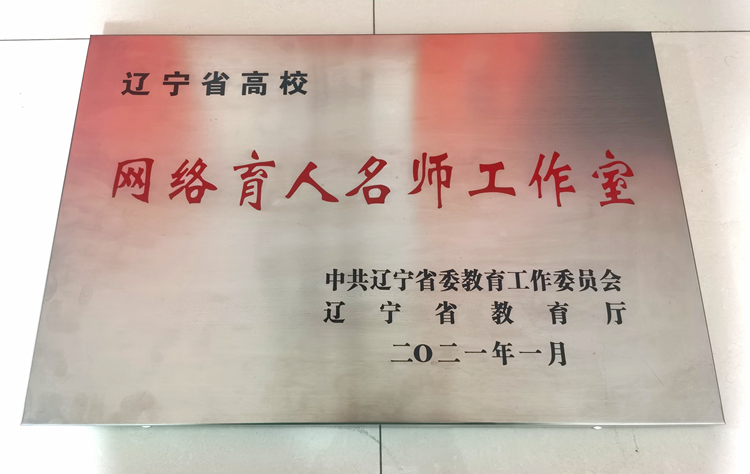 辽宁省高校
网络育人名师工作室
中共辽宁省委教育工作委员会
辽宁省教育厅
二〇二一年一月